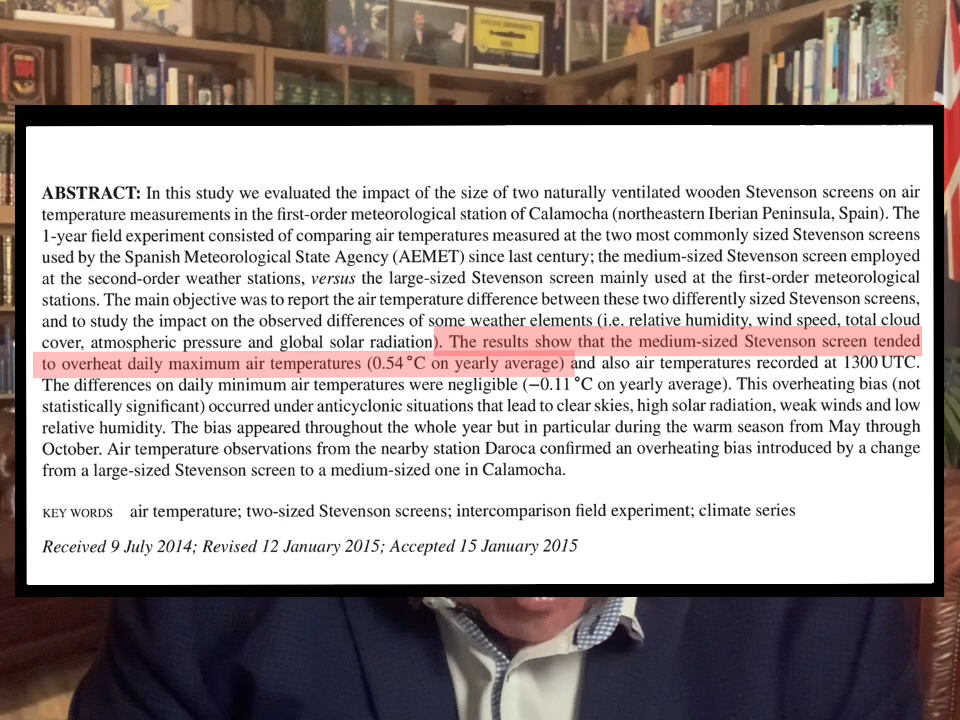 ABSTRACT: In this study we evaluated the impact of the size of two naturally ventilated wooden Stevenson screens on air
temperature measurements in the first-order meteorological station of Calamocha (northeastern Iberian Peninsula, Spain). The
1-year field experiment consisted of comparing air temperatures measured at the two most commonly sized Stevenson screens
used by the Spanish Meteorological State Agency (AEMET) since last century; the medium-sized Stevenson screen employed
at the second-order weather stations, versus the large-sized Stevenson screen mainly used at the first-order meteorological
stations. The main objective was to report the air temperature difference between these two differently sized Stevenson screens,
and to study the impact on the observed differences of some weather elements (i.e. relative humidity, wind speed, total cloud
cover, atmospheric pressure and global solar radiation). The results show that the medium-sized Stevenson screen tended
to overheat daily maximum air temperatures (0.54 °C on yearly average) and also air temperatures recorded at 1300 UTC.
The differences on daily minimum air temperatures were negligible (−0.11 °C on yearly average). This overheating bias (not
statistically significant) occurred under anticyclonic situations that lead to clear skies, high solar radiation, weak winds and low
relative humidity. The bias appeared throughout the whole year but in particular during the warm season from May through
October. Air temperature observations from the nearby station Daroca confirmed an overheating bias introduced by a change
from a large-sized Stevenson screen to a medium-sized one in Calamocha.
KEY WORDS air temperature; two-sized Stevenson screens; intercomparison field experiment; climate series
Received 9 July 2014; Revised 12 January 2015; Accepted 15 January 2015